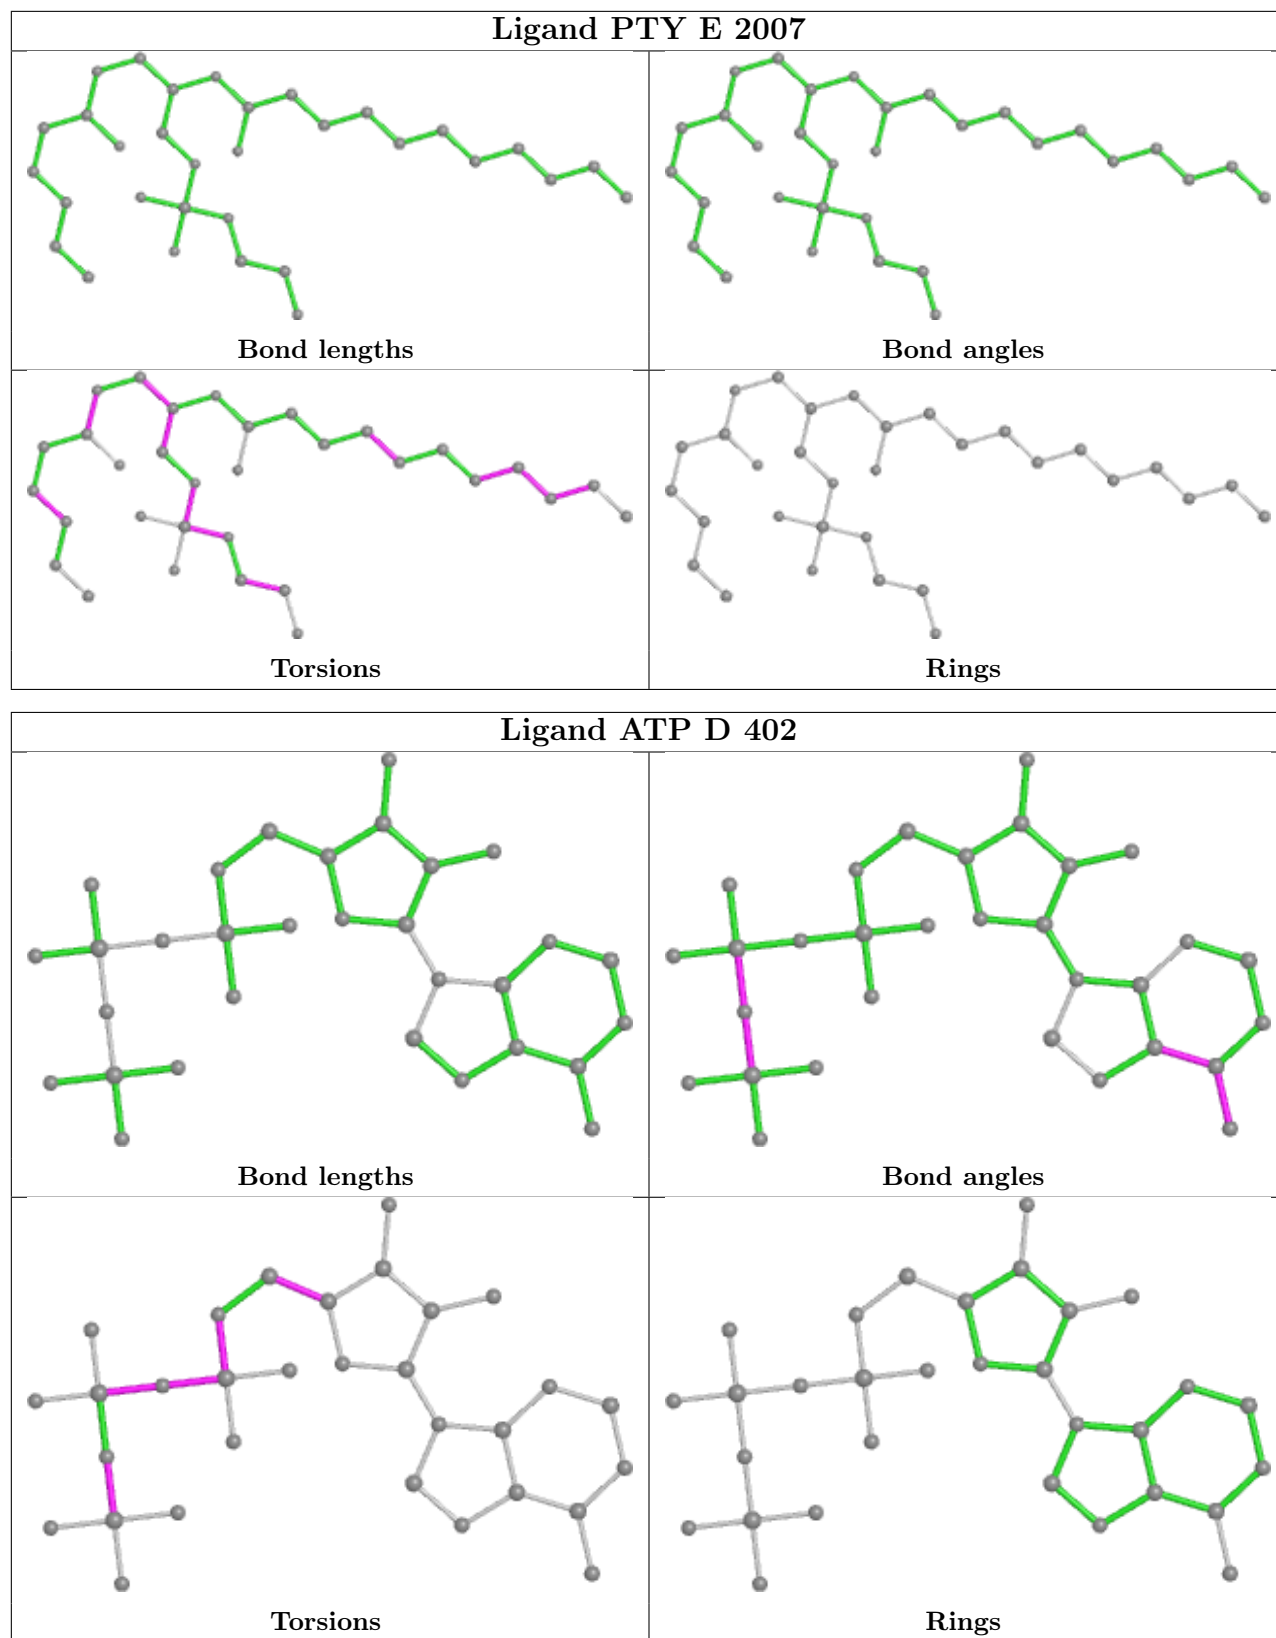 Ligand PTY E 2007
Bond lengths
Bond angles
Torsions
Rings
Ligand ATP D 402
Bond lengths
Bond angles
Torsions
Rings